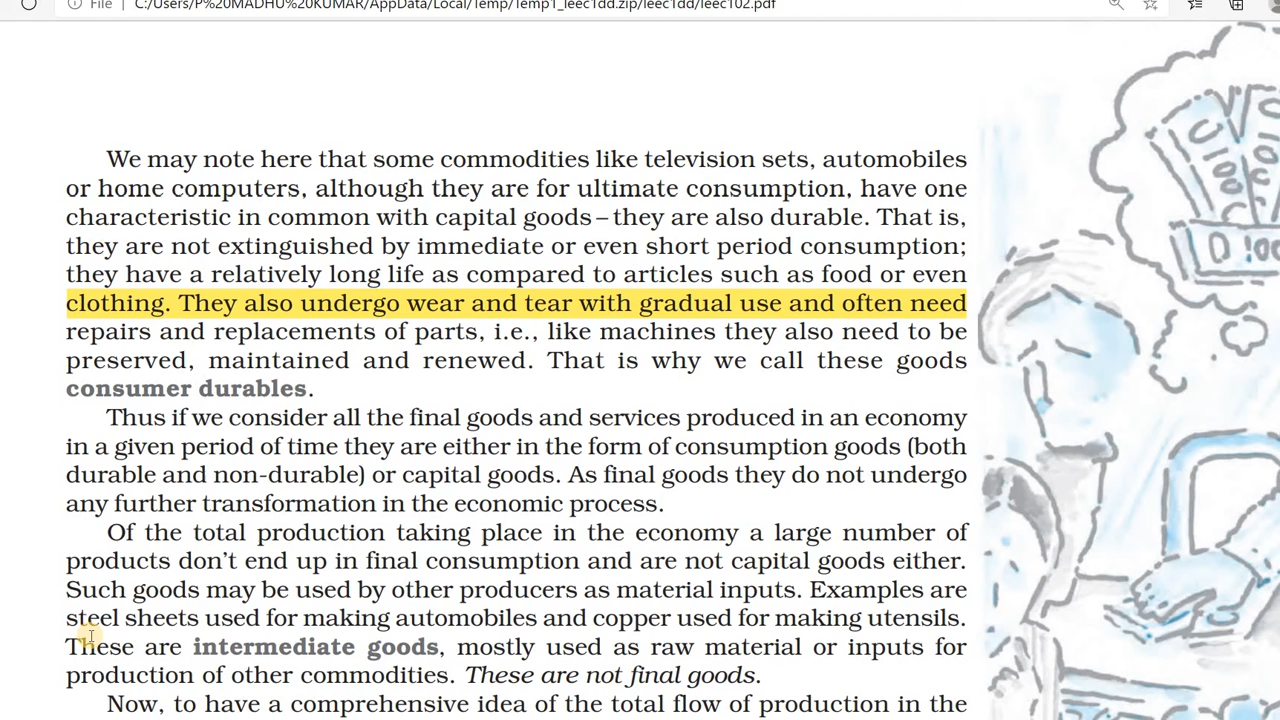 File C:/Users/P%20MADHU%20KUMAR/AppData/Local/Temp/Temp1_leec1dd.zip/leec1dd/leec102.pdf
We may note here that some commodities like television sets, automobiles
or home computers, although they are for ultimate consumption, have one
characteristic in common with capital goods – they are also durable. That is,
they are not extinguished by immediate or even short period consumption;
they have a relatively long life as compared to articles such as food or even
clothing. They also undergo wear and tear with gradual use and often need
repairs and replacements of parts, i.e., like machines they also need to be
preserved, maintained and renewed. That is why we call these goods
consumer durables.
Thus if we consider all the final goods and services produced in an economy
in a given period of time they are either in the form of consumption goods (both
durable and non-durable) or capital goods. As final goods they do not undergo
any further transformation in the economic process.
Of the total production taking place in the economy a large number of
products don’t end up in final consumption and are not capital goods either.
Such goods may be used by other producers as material inputs. Examples are
steel sheets used for making automobiles and copper used for making utensils.
These are intermediate goods, mostly used as raw material or inputs for
production of other commodities. These are not final goods.
Now, to have a comprehensive idea of the total flow of production in the